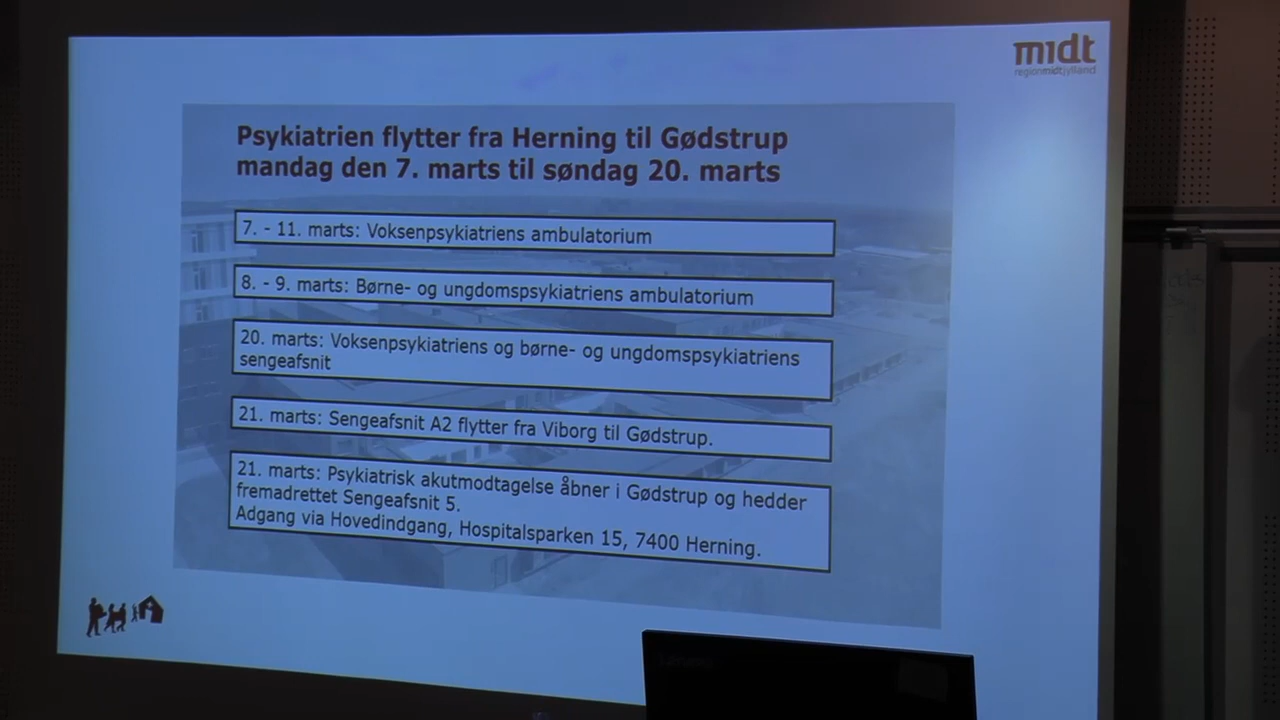 midt
regionmidtjylland
Psykiatrien flytter fra Herning til Gødstrup
mandag den 7. marts til søndag 20. marts
7. - 11. marts: Voksenpsykiatriens ambulatorium
8. - 9. marts: Børne- og ungdomspsykiatriens ambulatorium
20. marts: Voksenpsykiatriens og børne- og ungdomspsykiatriens
sengeafsnit
21. marts: Sengeafsnit A2 flytter fra Viborg til Gødstrup.
21. marts: Psykiatrisk akutmodtagelse åbner i Gødstrup og hedder
fremadrettet Sengeafsnit 5.
Adgang via Hovedindgang, Hospitalsparken 15, 7400 Herning.